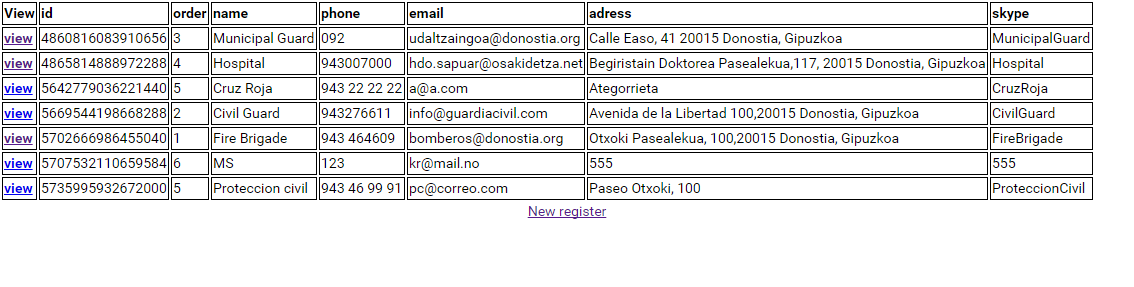 View id order name phone email adress skype
view 4860816083910656 3 Municipal Guard 092 udaltzaingoa@donostia.org Calle Easo, 41 20015 Donostia, Gipuzkoa MunicipalGuard
view 4865814888972288 4 Hospital 943007000 hdo.sapuar@osakidetza.net Begiristain Doktorea Pasealekua,117, 20015 Donostia, Gipuzkoa Hospital
view 5642779036221440 5 Cruz Roja 943 22 22 22 a@a.com Ategorrieta CruzRoja
view 5669544198668288 2 Civil Guard 943276611 info@guardiacivil.com Avenida de la Libertad 100,20015 Donostia, Gipuzkoa CivilGuard
view 5702666986455040 1 Fire Brigade 943 464609 bomberos@donostia.org Otxoki Pasealekua, 100,20015 Donostia, Gipuzkoa FireBrigade
view 5707532110659584 6 MS 123 kr@mail.no 555 555
view 5735995932672000 5 Proteccion civil 943 46 99 91 pc@correo.com Paseo Otxoki, 100 ProteccionCivil
New register